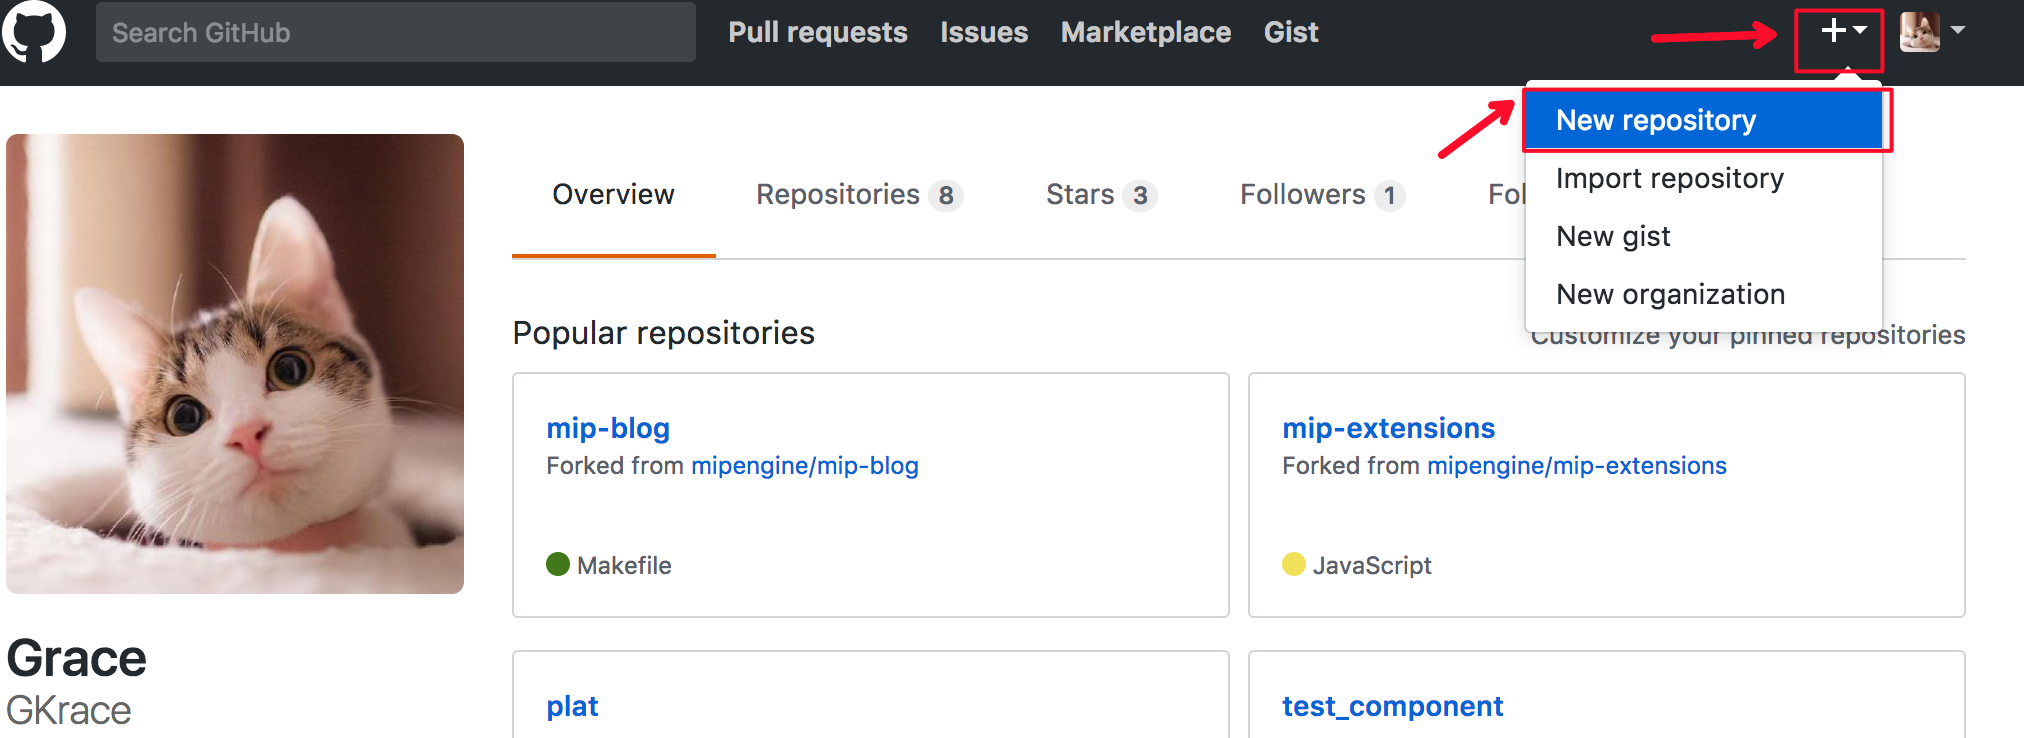 Search GitHub Pull requests Issues Marketplace Gist
New repository
Import repository
New gist
New organization
Overview Repositories 8 Stars 3 Followers 1 Fol
Popular repositories
Customize your pinned repositories
mip-blog
Forked from mipengine/mip-blog
Makefile
mip-extensions
Forked from mipengine/mip-extensions
JavaScript
plat
test_component
Grace
GKrace